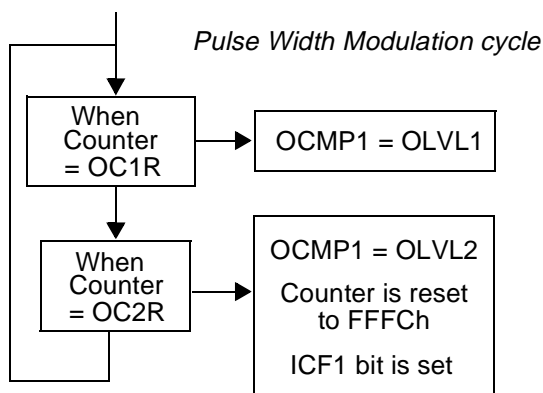 Pulse Width Modulation cycle
When
Counter
= OC1R
OCMP1 = OLVL1
When
Counter
= OC2R
OCMP1 = OLVL2
Counter is reset
to FFFCh
ICF1 bit is set